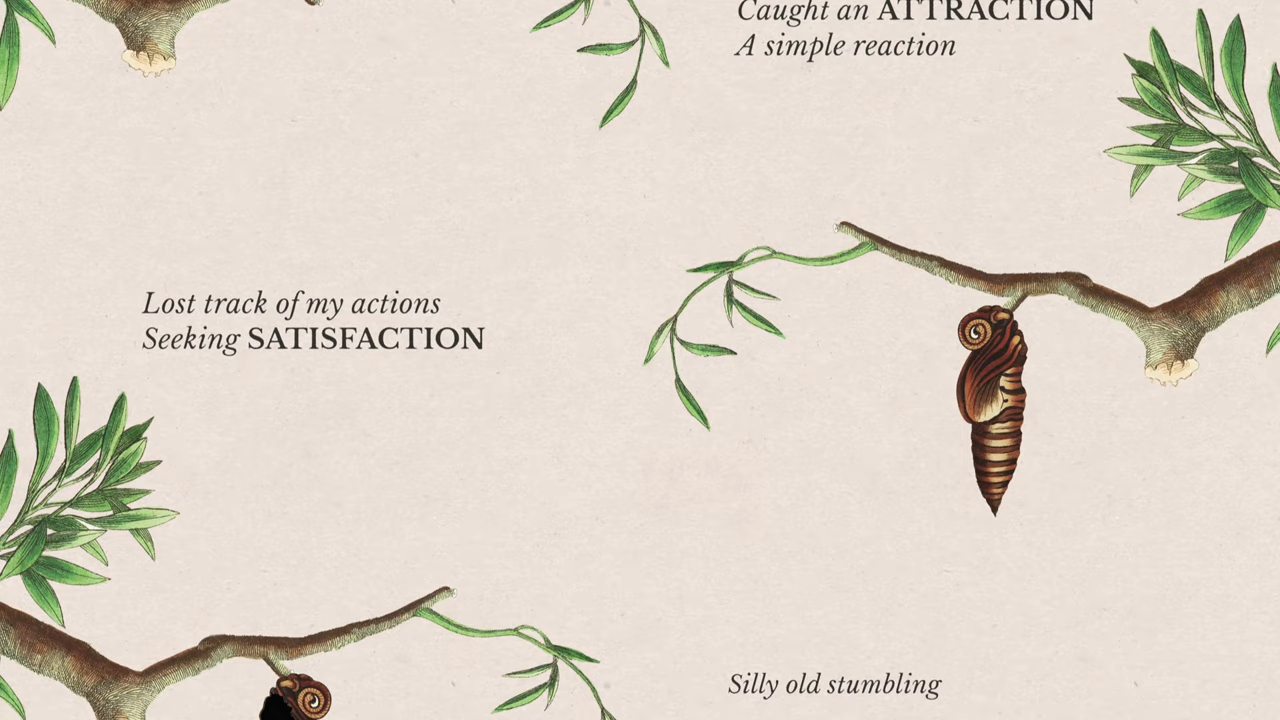 Caught an ATTRACTION
A simple reaction
Lost track of my actions
Seeking SATISFACTION
Silly old stumbling